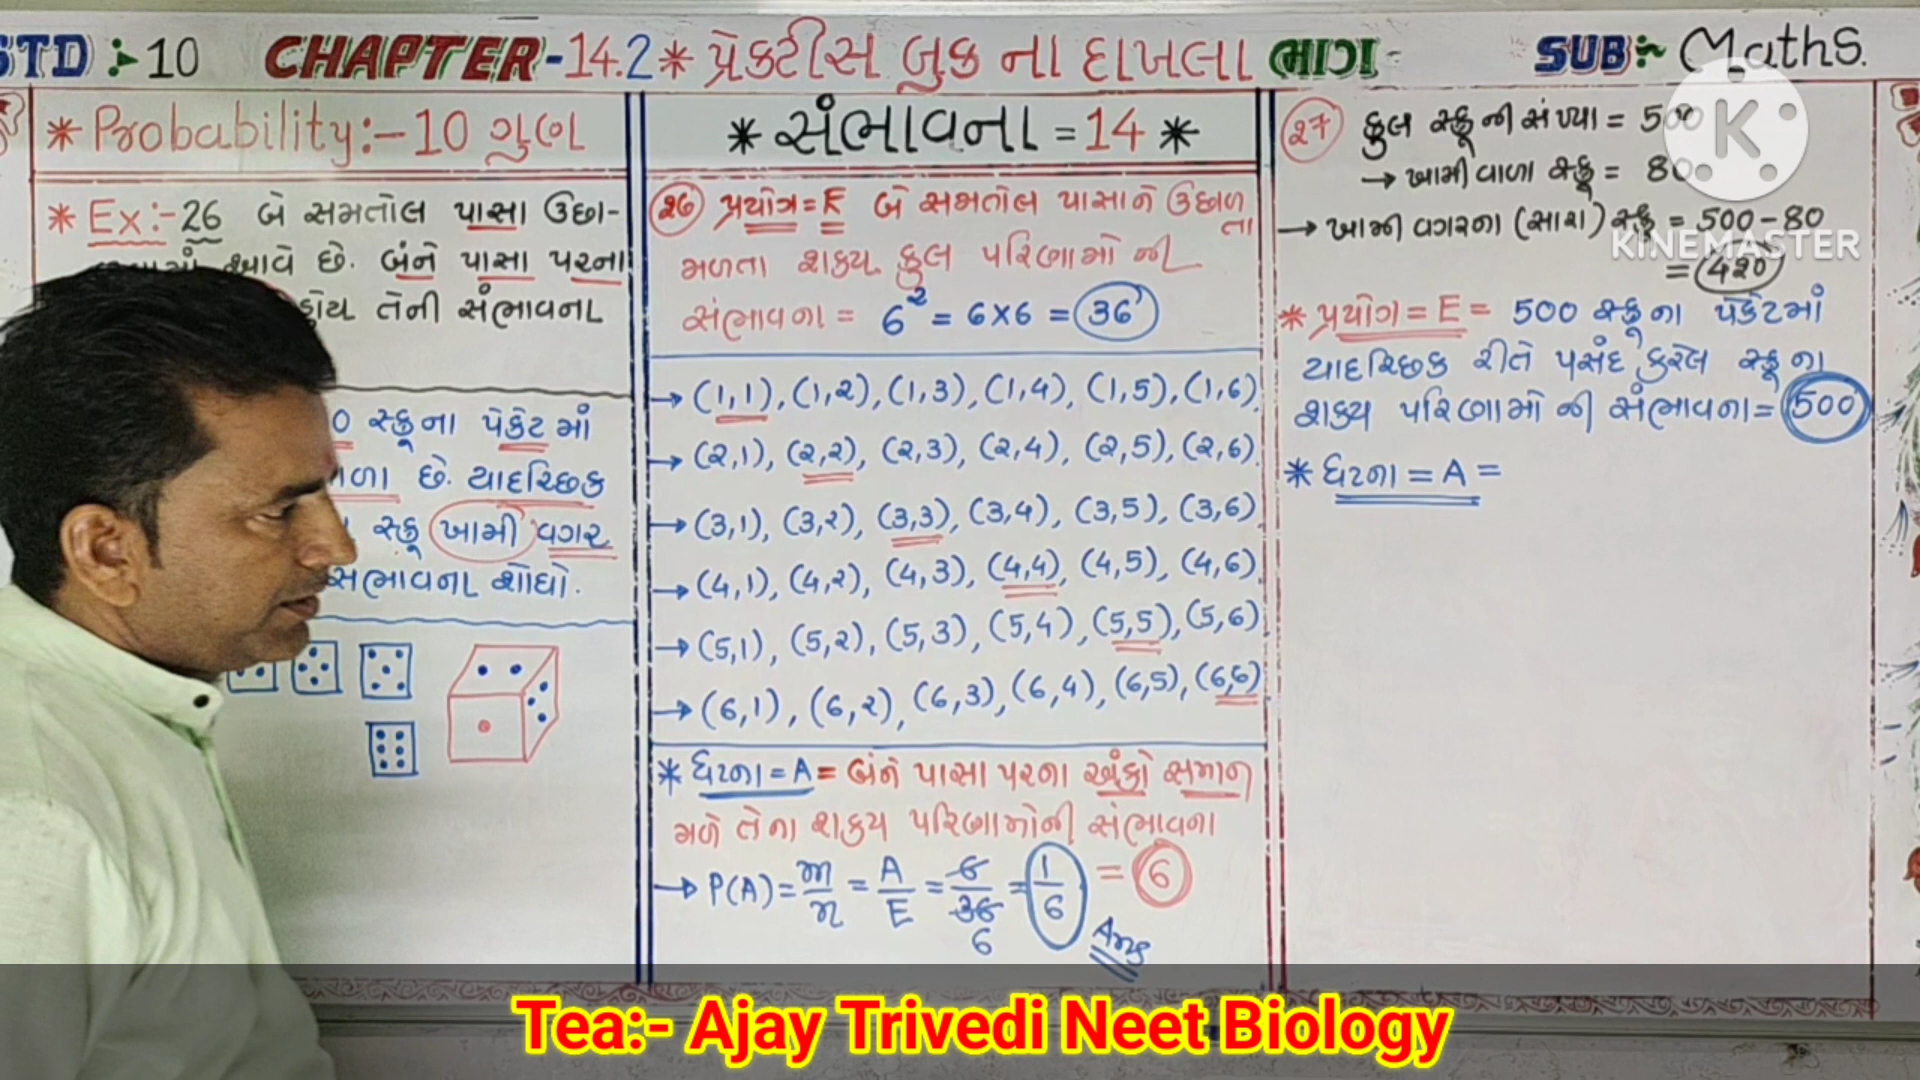 STD :- 10 CHAPTER-14.2 * પ્રેક્ટીસ બુક ના દાખલા ભાગ- SUB:- Maths.
* Probability:-10 ગુણ
* Ex:-26 બે સમતોલ પાસા ઉછા-
આવે છે. બંને પાસા પરના
હોય તેની સંભાવના
0 સ્ક્રૂના પેકેટ માં
છે. યાદચ્છિક
સ્ક્રૂ ખામી વગર
સંભાવના શોધો.
* સંભાવના = 14 *
26 પ્રયોગ = E બે સમતોલ પાસાને ઉછાળ
તા
મળતા શક્ય કુલ પરિણામો ની
સંભાવના = 6² = 6×6 = 36
→ (1,1), (1,2), (1,3), (1,4), (1,5), (1,6)
→ (2,1), (2,2), (2,3), (2,4), (2,5), (2,6)
→ (3,1), (3,2), (3,3), (3,4), (3,5), (3,6)
→ (4,1), (4,2), (4,3), (4,4), (4,5), (4,6)
→ (5,1), (5,2), (5,3), (5,4), (5,5), (5,6)
→ (6,1), (6,2), (6,3), (6,4), (6,5), (6,6)
* ઘટના = A = બંને પાસા પરના અંકો સમાન
મળે તેના શક્ય પરિણામોની સંભાવના
= 6
→ P(A) = m/n = A/E = 6/36 = 1/6
6
Ans
27 કુલ સ્ક્રૂ ની સંખ્યા = 500
→ ખામી વાળા સ્ક્રૂ = 80
→ ખામી વગરના (સારા) સ્ક્રૂ = 500-80
= 420
* પ્રયોગ = E = 500 સ્ક્રૂ ના પેકેટમાં
યાદચ્છિક રીતે પસંદ કરેલ સ્ક્રૂ ના
શક્ય પરિણામો ની સંભાવના = 500
* ઘટના = A =
K
KINEMASTER
Tea:- Ajay Trivedi Neet Biology